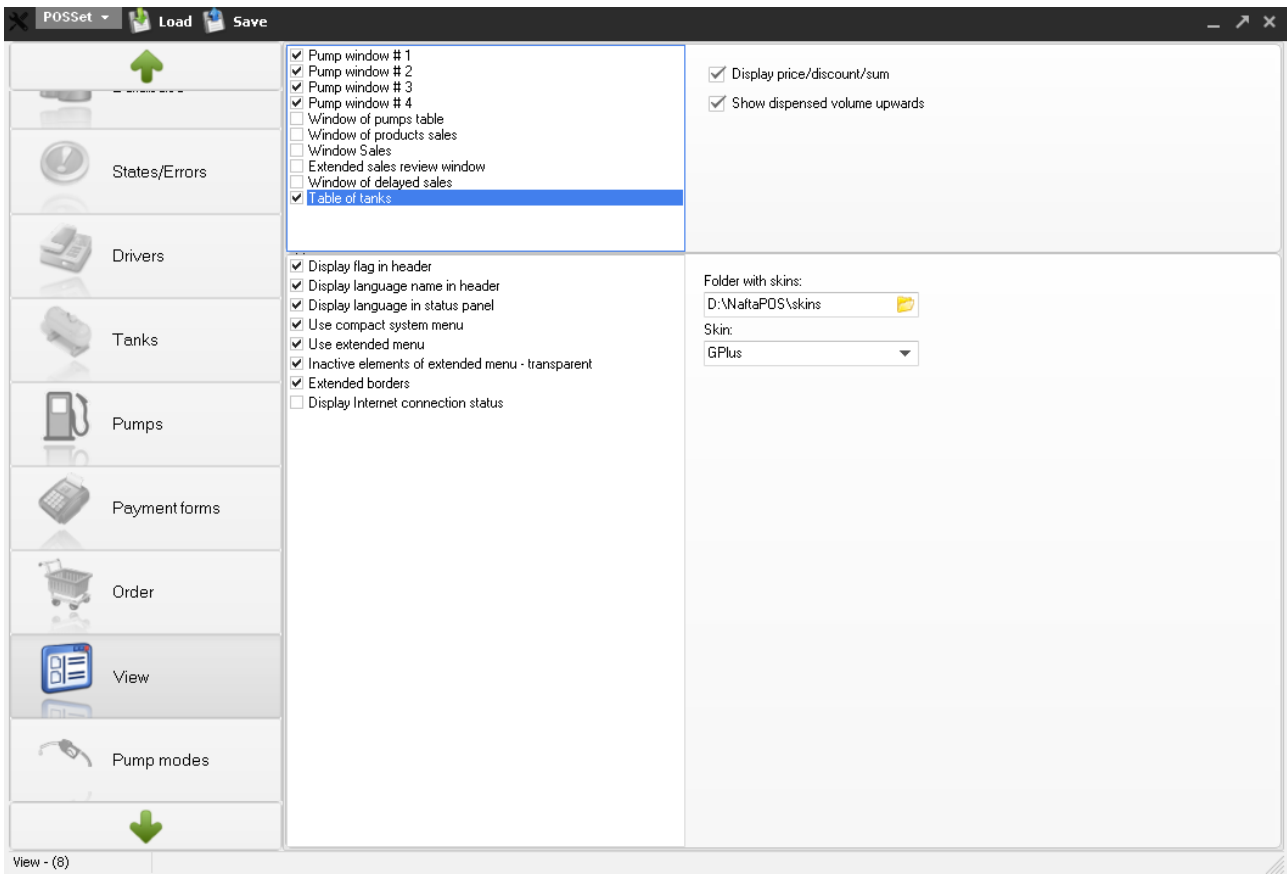 POSSet Load Save
States/Errors
Drivers
Tanks
Pumps
Payment forms
Order
View
Pump modes
Pump window # 1
Pump window # 2
Pump window # 3
Pump window # 4
Window of pumps table
Window of products sales
Window Sales
Extended sales review window
Window of delayed sales
Table of tanks
Display price/discount/sum
Show dispensed volume upwards
Display flag in header
Display language name in header
Display language in status panel
Use compact system menu
Use extended menu
Inactive elements of extended menu - transparent
Extended borders
Display Internet connection status
Folder with skins:
D:\NaftaPOS\skins
Skin:
GPlus
View - (8)